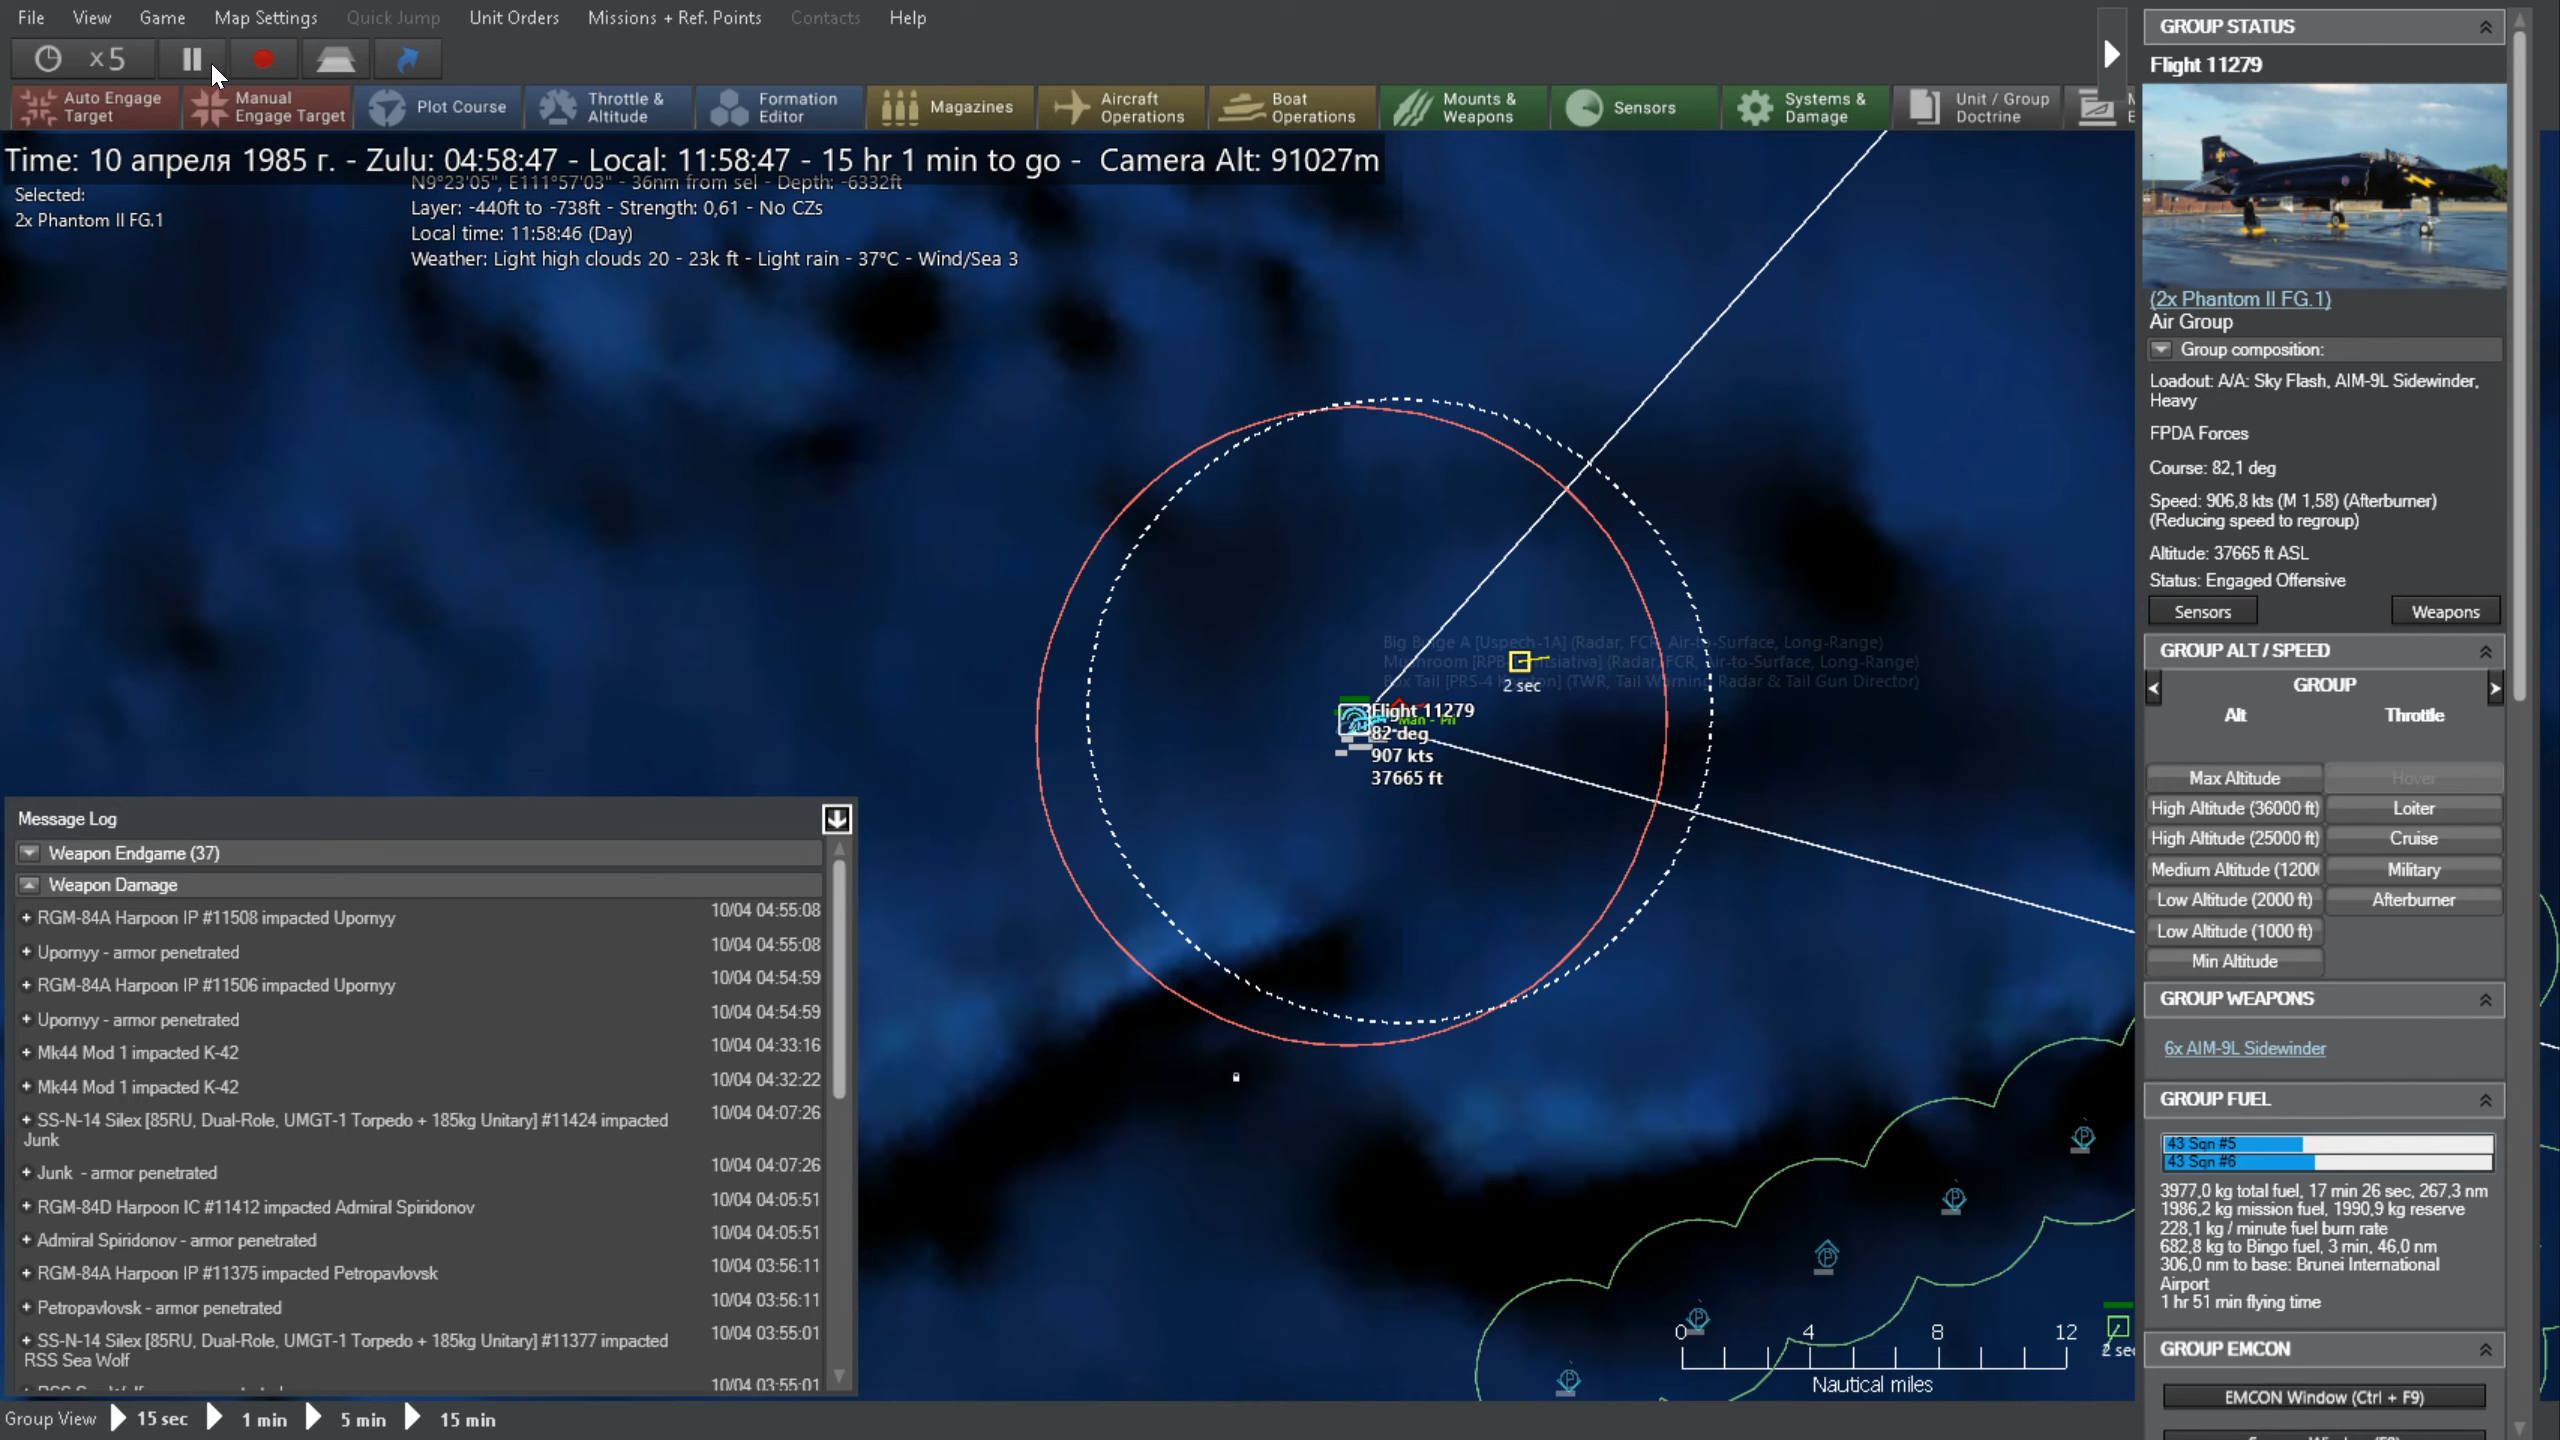 File View Game Map Settings Quick Jump Unit Orders Missions + Ref. Points Contacts Help
x 5
Auto Engage Target
Manual Engage Target
Plot Course
Throttle & Altitude
Formation Editor
Magazines
Aircraft Operations
Boat Operations
Mounts & Weapons
Sensors
Systems & Damage
Unit / Group Doctrine
Time: 10 апреля 1985 г. - Zulu: 04:58:47 - Local: 11:58:47 - 15 hr 1 min to go - Camera Alt: 91027m
N9°23'05", E111°57'03" - 36nm from sel - Depth: -6332ft
Selected:
2x Phantom II FG.1
Layer: -440ft to -738ft - Strength: 0,61 - No CZs
Local time: 11:58:46 (Day)
Weather: Light high clouds 20 - 23k ft - Light rain - 37°C - Wind/Sea 3
Big Bulge A [Uspech-1A] (Radar, FCR, Air-to-Surface, Long-Range)
2 sec
Flight 11279
82 deg
907 kts
37665 ft
0 4 8 12
Nautical miles
Message Log
Weapon Endgame (37)
Weapon Damage
+ RGM-84A Harpoon IP #11508 impacted Upornyy 10/04 04:55:08
+ Upornyy - armor penetrated 10/04 04:55:08
+ RGM-84A Harpoon IP #11506 impacted Upornyy 10/04 04:54:59
+ Upornyy - armor penetrated 10/04 04:54:59
+ Mk44 Mod 1 impacted K-42 10/04 04:33:16
+ Mk44 Mod 1 impacted K-42 10/04 04:32:22
+ SS-N-14 Silex [85RU, Dual-Role, UMGT-1 Torpedo + 185kg Unitary] #11424 impacted 10/04 04:07:26
Junk
+ Junk - armor penetrated 10/04 04:07:26
+ RGM-84D Harpoon IC #11412 impacted Admiral Spiridonov 10/04 04:05:51
+ Admiral Spiridonov - armor penetrated 10/04 04:05:51
+ RGM-84A Harpoon IP #11375 impacted Petropavlovsk 10/04 03:56:11
+ Petropavlovsk - armor penetrated 10/04 03:56:11
+ SS-N-14 Silex [85RU, Dual-Role, UMGT-1 Torpedo + 185kg Unitary] #11377 impacted 10/04 03:55:01
RSS Sea Wolf
10/04 03:55:01
Group View 15 sec 1 min 5 min 15 min
GROUP STATUS
Flight 11279
(2x Phantom II FG.1)
Air Group
Group composition:
Loadout: A/A: Sky Flash, AIM-9L Sidewinder,
Heavy
FPDA Forces
Course: 82,1 deg
Speed: 906,8 kts (M 1,58) (Afterburner)
(Reducing speed to regroup)
Altitude: 37665 ft ASL
Status: Engaged Offensive
Sensors Weapons
GROUP ALT / SPEED
GROUP
Alt Throttle
Max Altitude Hover
High Altitude (36000 ft) Loiter
High Altitude (25000 ft) Cruise
Medium Altitude (1200 Military
Low Altitude (2000 ft) Afterburner
Low Altitude (1000 ft)
Min Altitude
GROUP WEAPONS
6x AIM-9L Sidewinder
GROUP FUEL
43 Sqn #5
43 Sqn #6
3977,0 kg total fuel, 17 min 26 sec, 267,3 nm
1986,2 kg mission fuel, 1990,9 kg reserve
228,1 kg / minute fuel burn rate
682,8 kg to Bingo fuel, 3 min, 46,0 nm
306,0 nm to base: Brunei International
Airport
1 hr 51 min flying time
GROUP EMCON
EMCON Window (Ctrl + F9)